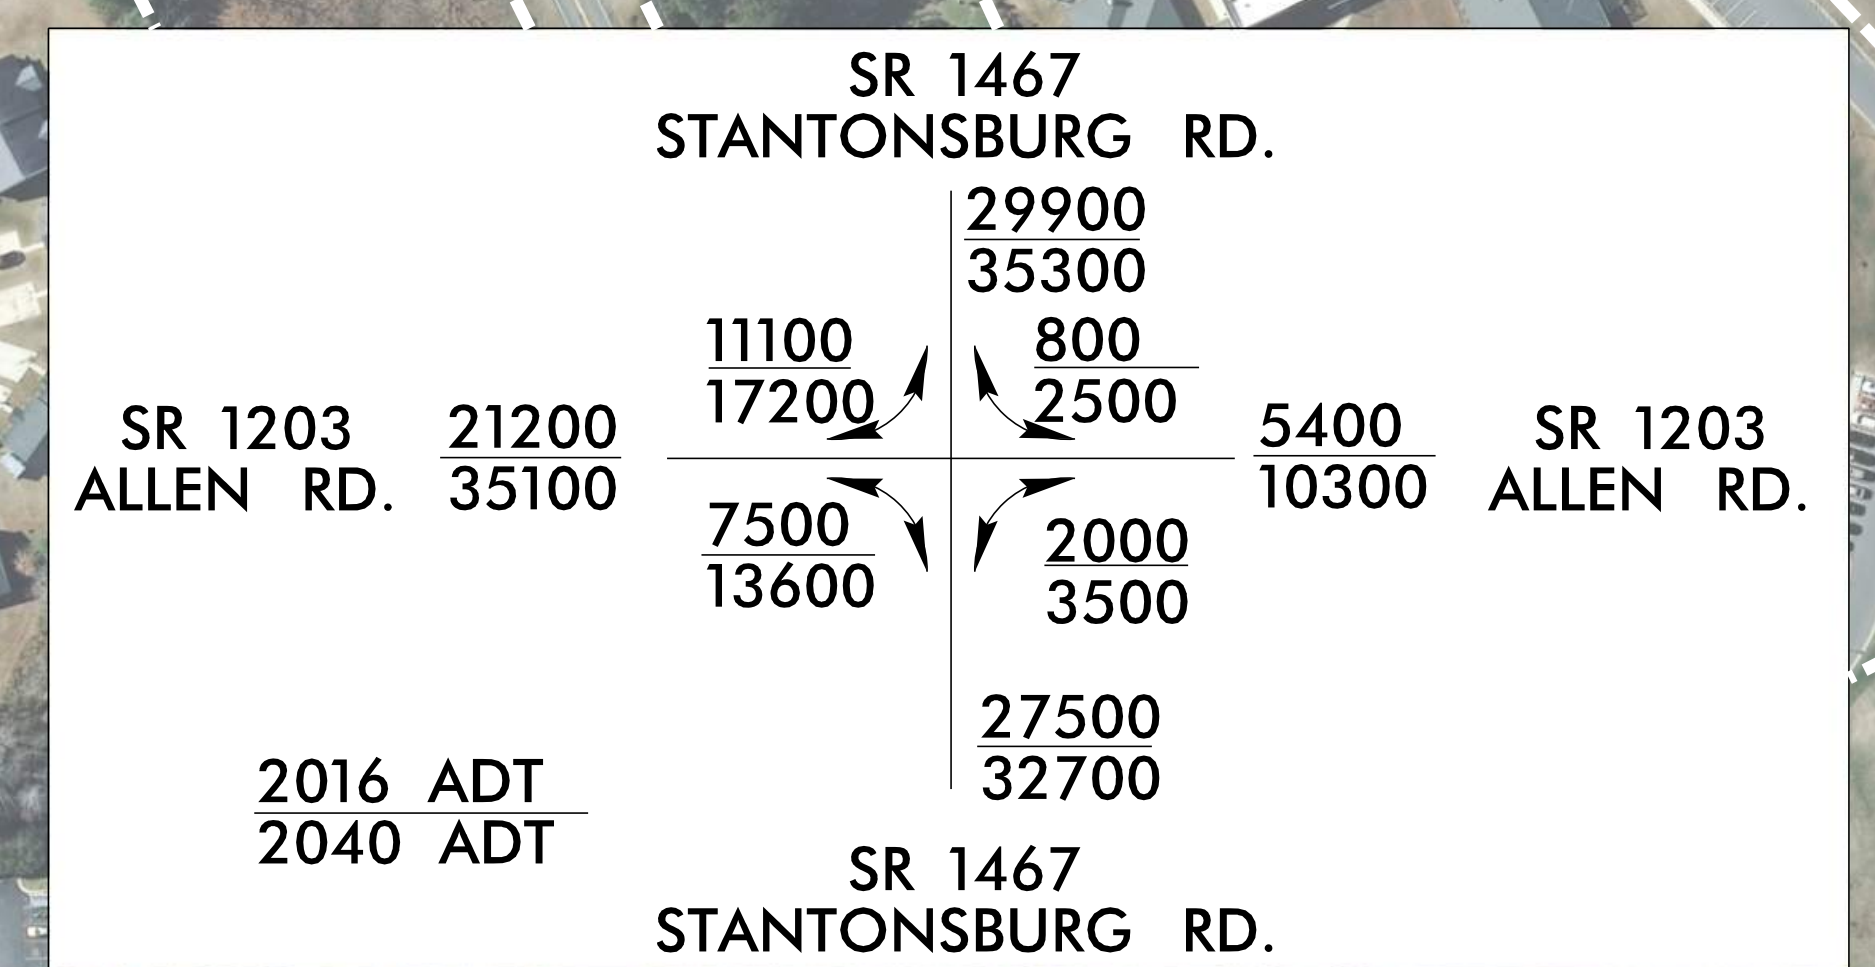 SR 1467
STANTONSBURG RD.
29900
35300
11100
17200
800
2500
SR 1203
ALLEN RD.
21200
35100
5400
10300
SR 1203
ALLEN RD.
7500
13600
2000
3500
27500
32700
2016 ADT
2040 ADT
SR 1467
STANTONSBURG RD.